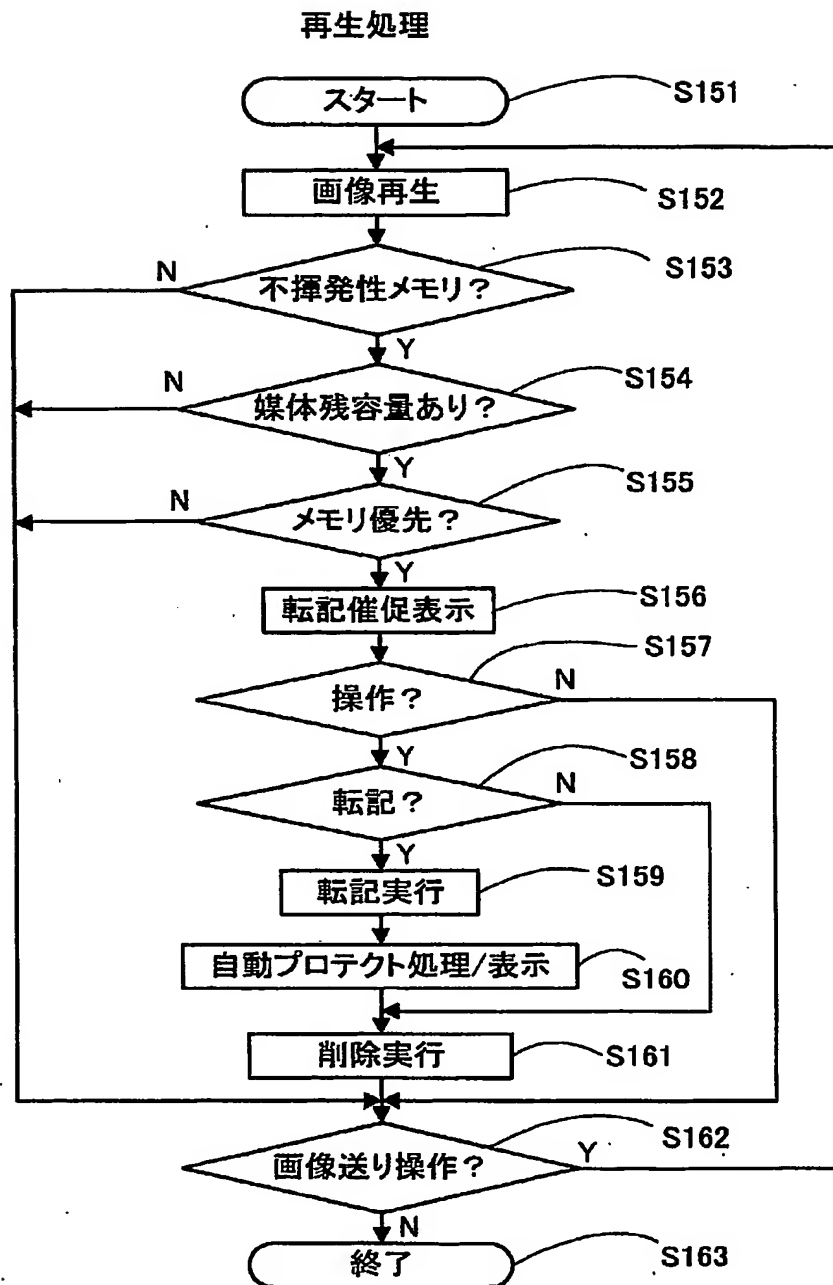 再生処理
スタート
S151
画像再生
S152
不揮発性メモリ?
S153
N
Y
媒体残容量あり?
S154
N
Y
メモリ優先?
S155
N
Y
転記催促表示
S156
操作?
S157
N
Y
転記?
S158
N
Y
転記実行
S159
自動プロテクト処理/表示
S160
削除実行
S161
画像送り操作?
S162
Y
N
終了
S163